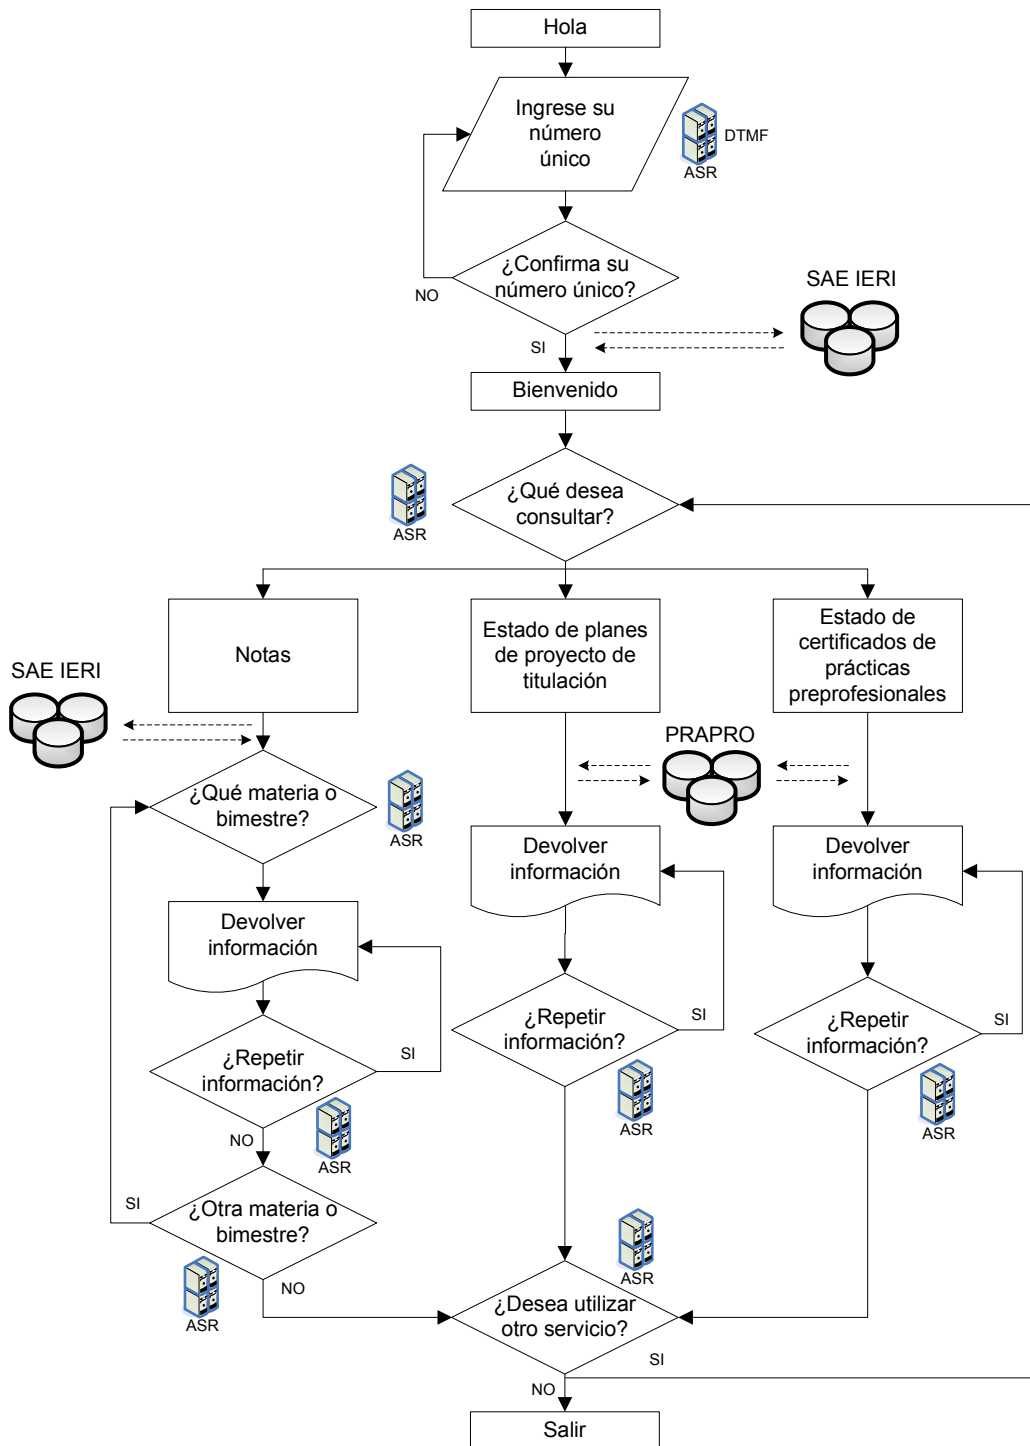 Hola
Ingrese su
número
único
DTMF
ASR
¿Confirma su
número único?
NO
SAE IERI
SI
Bienvenido
¿Qué desea
consultar?
ASR
Notas
Estado de planes
de proyecto de
titulación
Estado de
certificados de
prácticas
preprofesionales
SAE IERI
PRAPRO
¿Qué materia o
bimestre?
ASR
Devolver
información
Devolver
información
Devolver
información
¿Repetir
información?
SI
ASR
¿Repetir
información?
SI
ASR
¿Repetir
información?
SI
ASR
NO
¿Otra materia o
bimestre?
SI
ASR
NO
ASR
¿Desea utilizar
otro servicio?
SI
NO
Salir